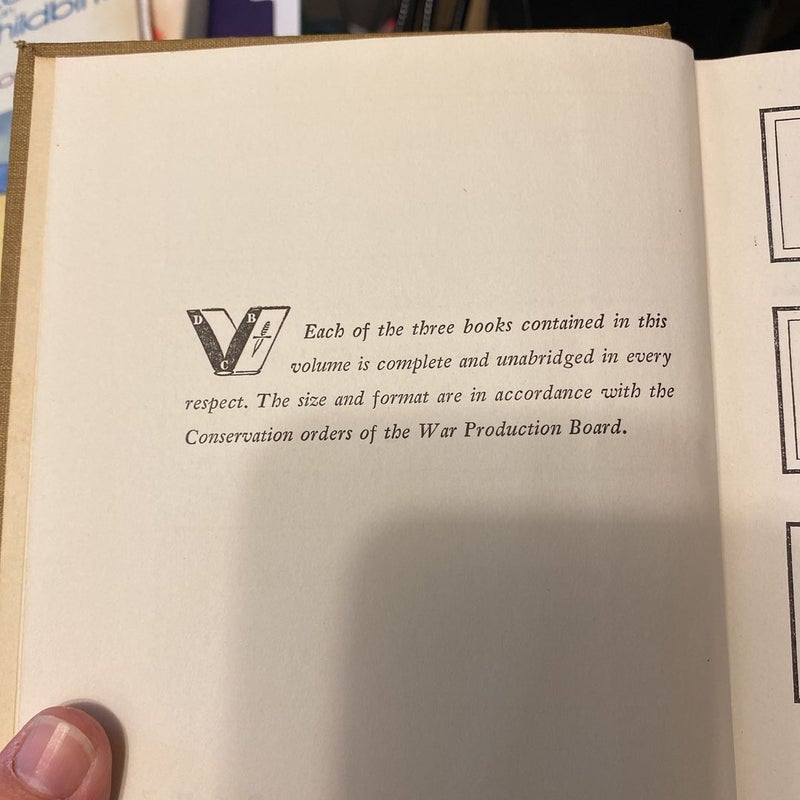 hildbir
D B C
Each of the three books contained in this
volume is complete and unabridged in every
respect. The size and format are in accordance with the
Conservation orders of the War Production Board.